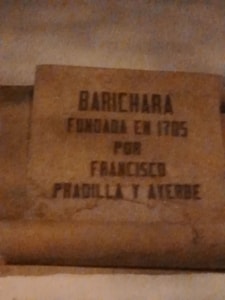 BARICHARA
FUNDADA EN 1705
POR
FRANCISCO
PRADILLA Y AYERBE